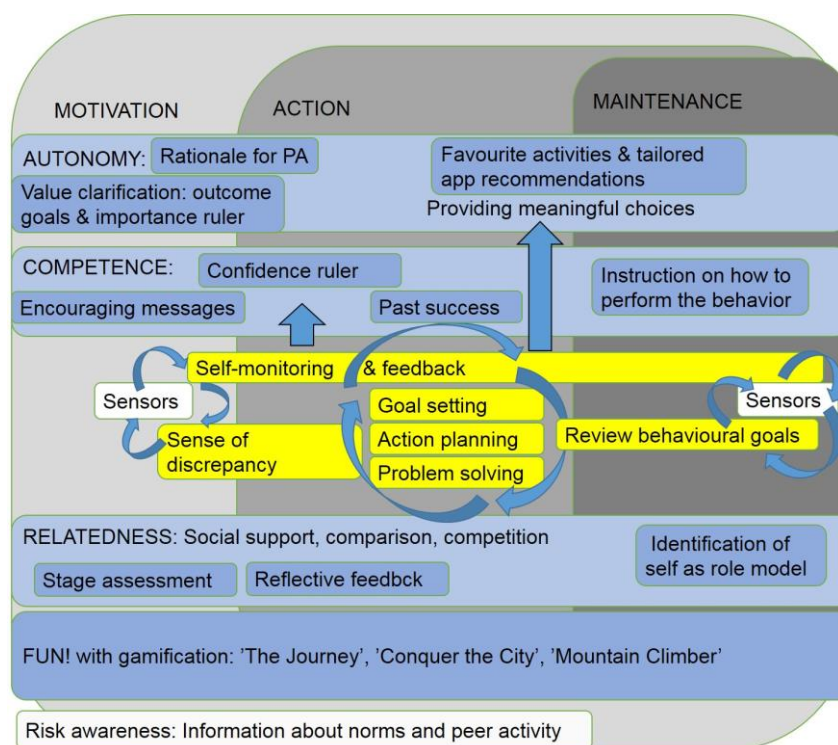 MOTIVATION
ACTION
MAINTENANCE
AUTONOMY:
Rationale for PA
Favourite activities & tailored
app recommendations
Value clarification: outcome
goals & importance ruler
Providing meaningful choices
COMPETENCE:
Confidence ruler
Instruction on how to
perform the behavior
Encouraging messages
Past success
Self-monitoring & feedback
Sensors
Sensors
Goal setting
Sense of
discrepancy
Action planning
Review behavioural goals
Problem solving
RELATEDNESS: Social support, comparison, competition
Identification of
self as role model
Stage assessment
Reflective feedbck
FUN! with gamification: ’The Journey’, ’Conquer the City’, ’Mountain Climber’
Risk awareness: Information about norms and peer activity